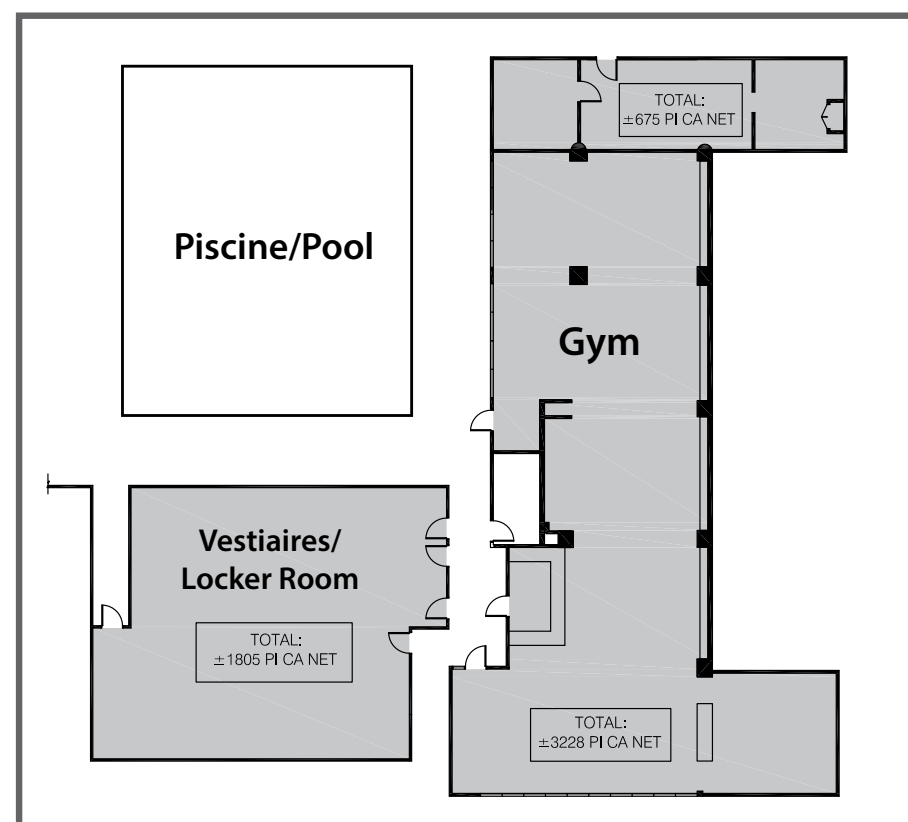 TOTAL:
±675 PI CA NET
Piscine/Pool
Gym
Vestiaires/
Locker Room
TOTAL:
±1805 PI CA NET
TOTAL:
±3228 PI CA NET